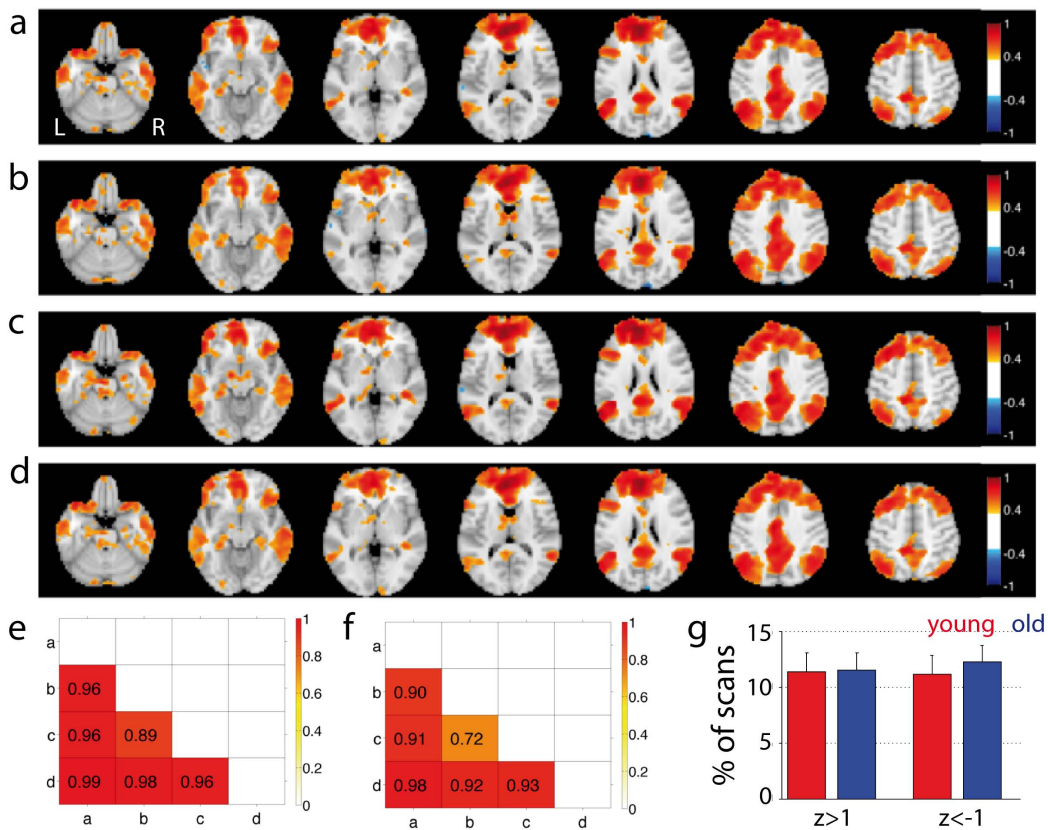 a
1
0.4
-0.4
-1
L R
b
1
0.4
-0.4
-1
c
1
0.4
-0.4
-1
d
1
0.4
-0.4
-1
e
a
b 0.96
c 0.96 0.89
d 0.99 0.98 0.96
a b c d
1
0.8
0.6
0.4
0.2
0
f
a
b 0.90
c 0.91 0.72
d 0.98 0.92 0.93
a b c d
1
0.8
0.6
0.4
0.2
0
g
young old
% of scans
15
10
5
0
z>1 z<-1